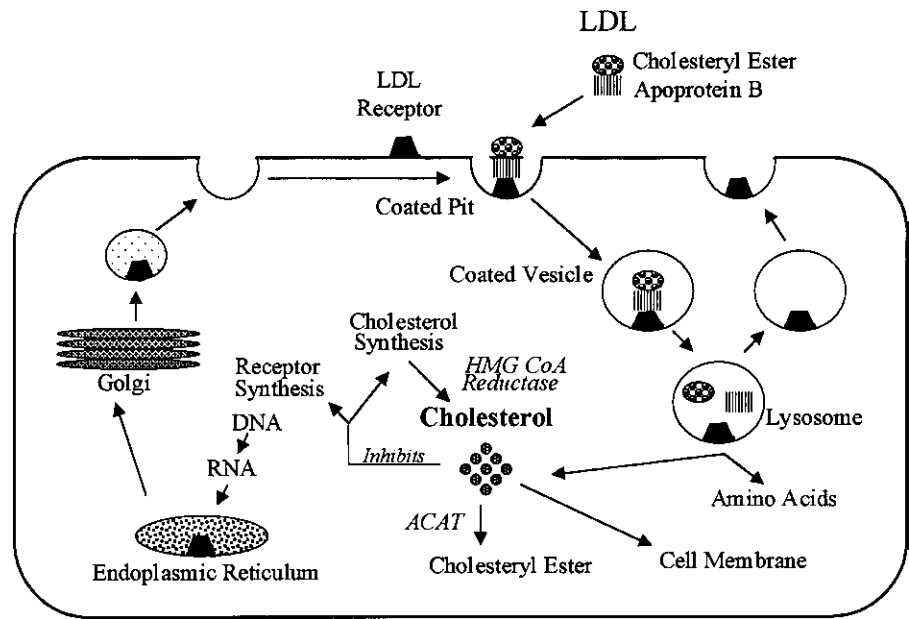 LDL
Cholesteryl Ester
Apoprotein B
LDL
Receptor
Coated Pit
Coated Vesicle
Cholesterol
Synthesis
HMG CoA
Reductase
Receptor
Synthesis
Golgi
Cholesterol
Lysosome
DNA
Inhibits
RNA
Amino Acids
ACAT
Endoplasmic Reticulum
Cholesteryl Ester
Cell Membrane